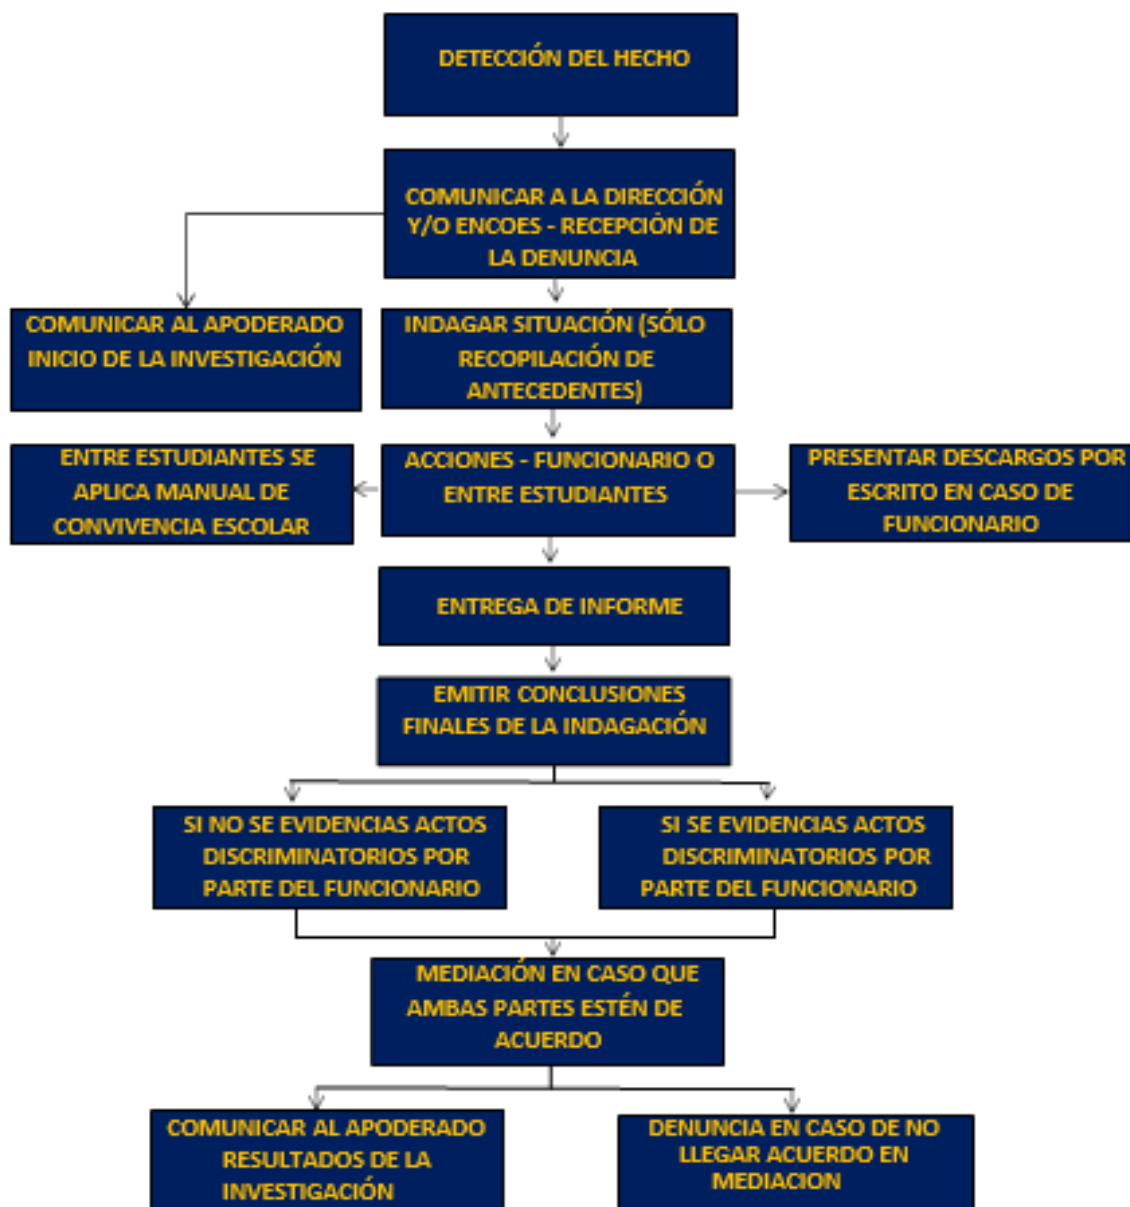 DETECCIÓN DEL HECHO
COMUNICAR A LA DIRECCIÓN
Y/O ENCOES - RECEPCIÓN DE
LA DENUNCIA
COMUNICAR AL APODERADO
INICIO DE LA INVESTIGACIÓN
INDAGAR SITUACIÓN (SÓLO
RECOPILACIÓN DE
ANTECEDENTES)
ENTRE ESTUDIANTES SE
APLICA MANUAL DE
CONVIVENCIA ESCOLAR
ACCIONES - FUNCIONARIO O
ENTRE ESTUDIANTES
PRESENTAR DESCARGOS POR
ESCRITO EN CASO DE
FUNCIONARIO
ENTREGA DE INFORME
EMITIR CONCLUSIONES
FINALES DE LA INDAGACIÓN
SI NO SE EVIDENCIAS ACTOS
DISCRIMINATORIOS POR
PARTE DEL FUNCIONARIO
SI SE EVIDENCIAS ACTOS
DISCRIMINATORIOS POR
PARTE DEL FUNCIONARIO
MEDIACIÓN EN CASO QUE
AMBAS PARTES ESTÉN DE
ACUERDO
COMUNICAR AL APODERADO
RESULTADOS DE LA
INVESTIGACIÓN
DENUNCIA EN CASO DE NO
LLEGAR ACUERDO EN
MEDIACION